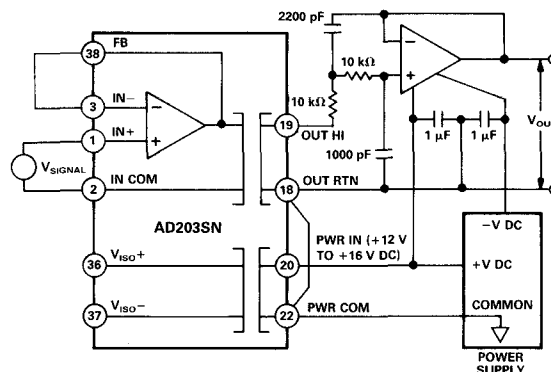 2200 pF
38
FB
−
+
10 kΩ
3
IN−
1
IN+
−
+
10 kΩ
19
OUT HI
1 µF
1 µF
VOUT
VSIGNAL
1000 pF
2
IN COM
18
OUT RTN
AD203SN
−V DC
36
VISO+
20
PWR IN (+12 V
TO +16 V DC)
+V DC
37
VISO−
22
PWR COM
COMMON
POWER
SUPPLY